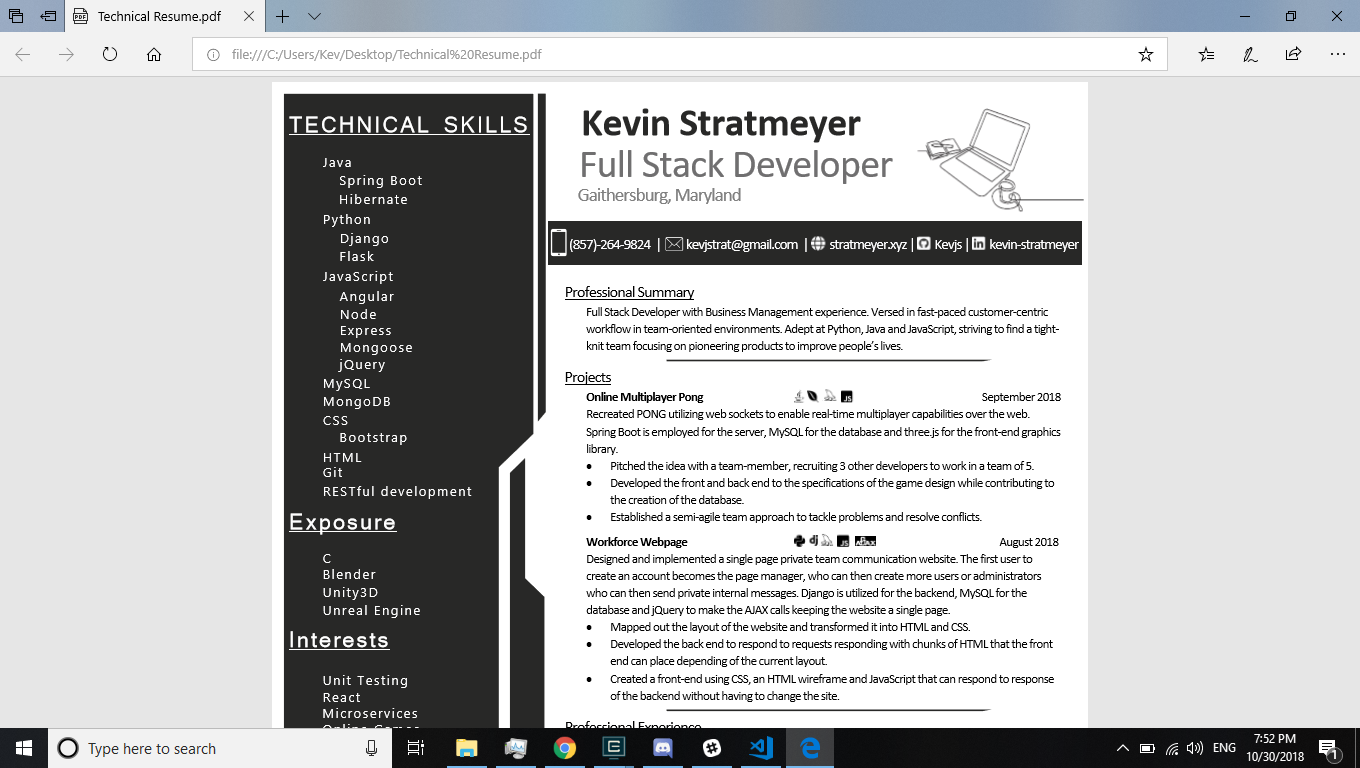 Technical Resume.pdf
file:///C:/Users/Kev/Desktop/Technical%20Resume.pdf
TECHNICAL SKILLS
Java
Spring Boot
Hibernate
Python
Django
Flask
JavaScript
Angular
Node
Express
Mongoose
jQuery
MySQL
MongoDB
CSS
Bootstrap
HTML
Git
RESTful development
Exposure
C
Blender
Unity3D
Unreal Engine
Interests
Unit Testing
React
Microservices
Online Games
Kevin Stratmeyer
Full Stack Developer
Gaithersburg, Maryland
(857)-264-9824 | kevjstrat@gmail.com | stratmeyer.xyz | Kevjs | kevin-stratmeyer
Professional Summary
Full Stack Developer with Business Management experience. Versed in fast-paced customer-centric
workflow in team-oriented environments. Adept at Python, Java and JavaScript, striving to find a tight-
knit team focusing on pioneering products to improve people's lives.
Projects
Online Multiplayer Pong JS September 2018
Recreated PONG utilizing web sockets to enable real-time multiplayer capabilities over the web.
Spring Boot is employed for the server, MySQL for the database and three.js for the front-end graphics
library.
• Pitched the idea with a team-member, recruiting 3 other developers to work in a team of 5.
• Developed the front and back end to the specifications of the game design while contributing to
the creation of the database.
• Established a semi-agile team approach to tackle problems and resolve conflicts.
Workforce Webpage dj JS AJAX August 2018
Designed and implemented a single page private team communication website. The first user to
create an account becomes the page manager, who can then create more users or administrators
who can then send private internal messages. Django is utilized for the backend, MySQL for the
database and jQuery to make the AJAX calls keeping the website a single page.
• Mapped out the layout of the website and transformed it into HTML and CSS.
• Developed the back end to respond to requests responding with chunks of HTML that the front
end can place depending of the current layout.
• Created a front-end using CSS, an HTML wireframe and JavaScript that can respond to response
of the backend without having to change the site.
Professional Experience
Type here to search
ENG
7:52 PM
10/30/2018
1